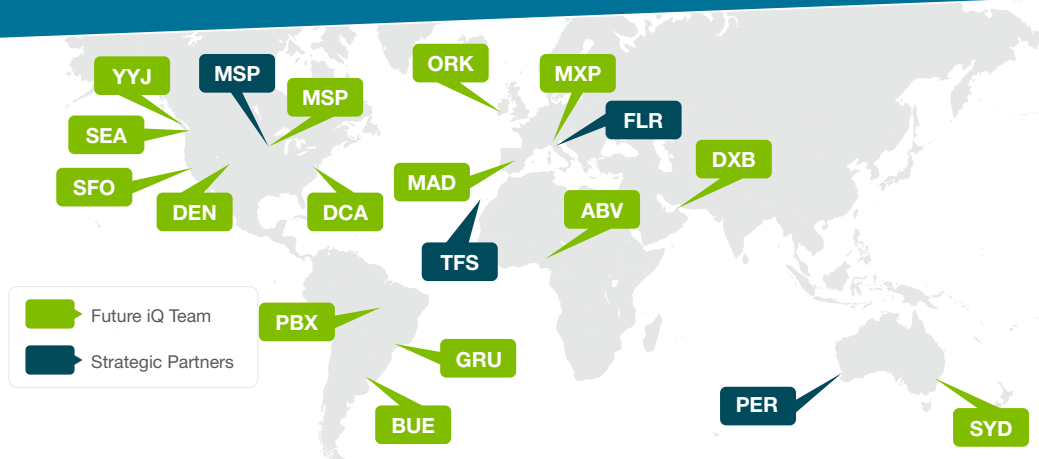 YYJ
MSP
MSP
ORK
MXP
SEA
FLR
SFO
DEN
DCA
MAD
DXB
ABV
TFS
Future iQ Team
Strategic Partners
PBX
GRU
BUE
PER
SYD